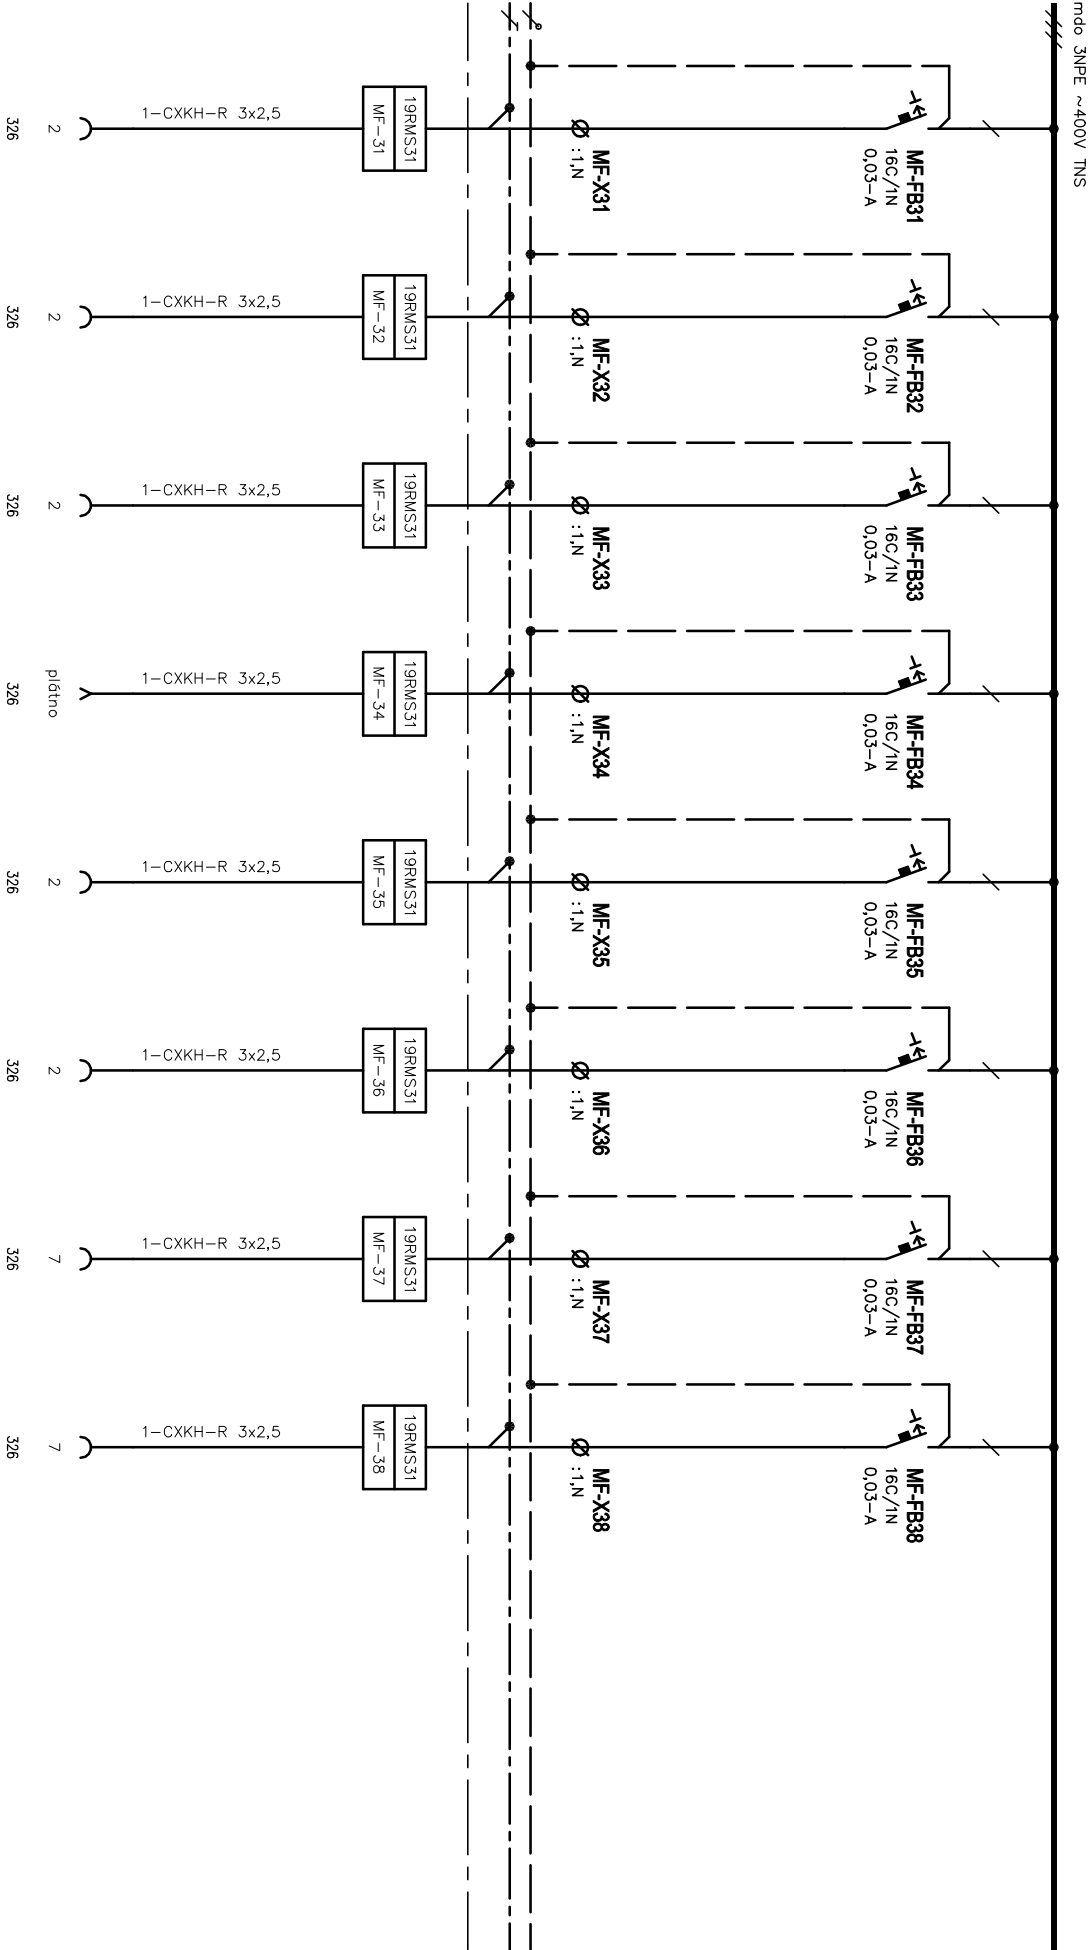 mdo 3NPE ~400V TNS
MF-FB31
16C/1N
0,03-A
MF-X31
:1,N
19RMS31
MF-31
1-CXKH-R 3x2,5
2
326
MF-FB32
16C/1N
0,03-A
MF-X32
:1,N
19RMS31
MF-32
1-CXKH-R 3x2,5
2
326
MF-FB33
16C/1N
0,03-A
MF-X33
:1,N
19RMS31
MF-33
1-CXKH-R 3x2,5
2
326
MF-FB34
16C/1N
0,03-A
MF-X34
:1,N
19RMS31
MF-34
1-CXKH-R 3x2,5
plátno
326
MF-FB35
16C/1N
0,03-A
MF-X35
:1,N
19RMS31
MF-35
1-CXKH-R 3x2,5
2
326
MF-FB36
16C/1N
0,03-A
MF-X36
:1,N
19RMS31
MF-36
1-CXKH-R 3x2,5
2
326
MF-FB37
16C/1N
0,03-A
MF-X37
:1,N
19RMS31
MF-37
1-CXKH-R 3x2,5
7
326
MF-FB38
16C/1N
0,03-A
MF-X38
:1,N
19RMS31
MF-38
1-CXKH-R 3x2,5
7
326